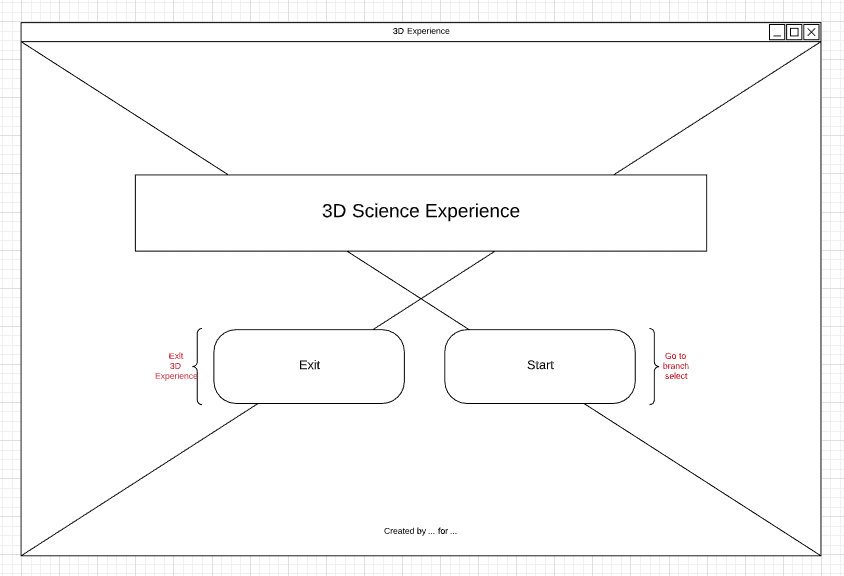 3D Experience
3D Science Experience
Exit
3D
Experience
Exit
Start
Go to
branch
select
Created by ... for ...